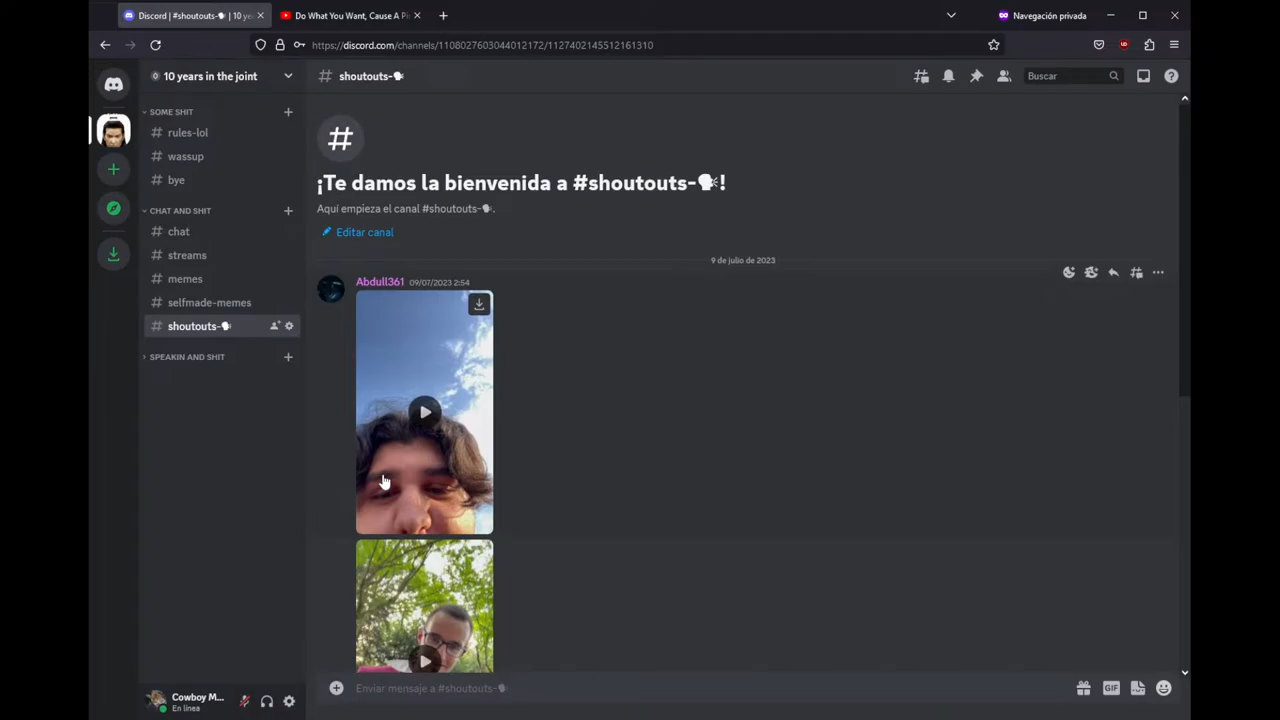 Discord | #shoutouts-🗣 | 10 ye
Do What You Want, Cause A Pi
Navegación privada
https://discord.com/channels/1108027603044012172/1127402145512161310
10 years in the joint
shoutouts-🗣
Buscar
SOME SHIT
rules-lol
wassup
bye
CHAT AND SHIT
chat
streams
memes
selfmade-memes
shoutouts-🗣
SPEAKIN AND SHIT
Cowboy M...
En línea
¡Te damos la bienvenida a #shoutouts-🗣!
Aquí empieza el canal #shoutouts-🗣.
Editar canal
9 de julio de 2023
Abdull361 09/07/2023 2:54
Enviar mensaje a #shoutouts-🗣
GIF